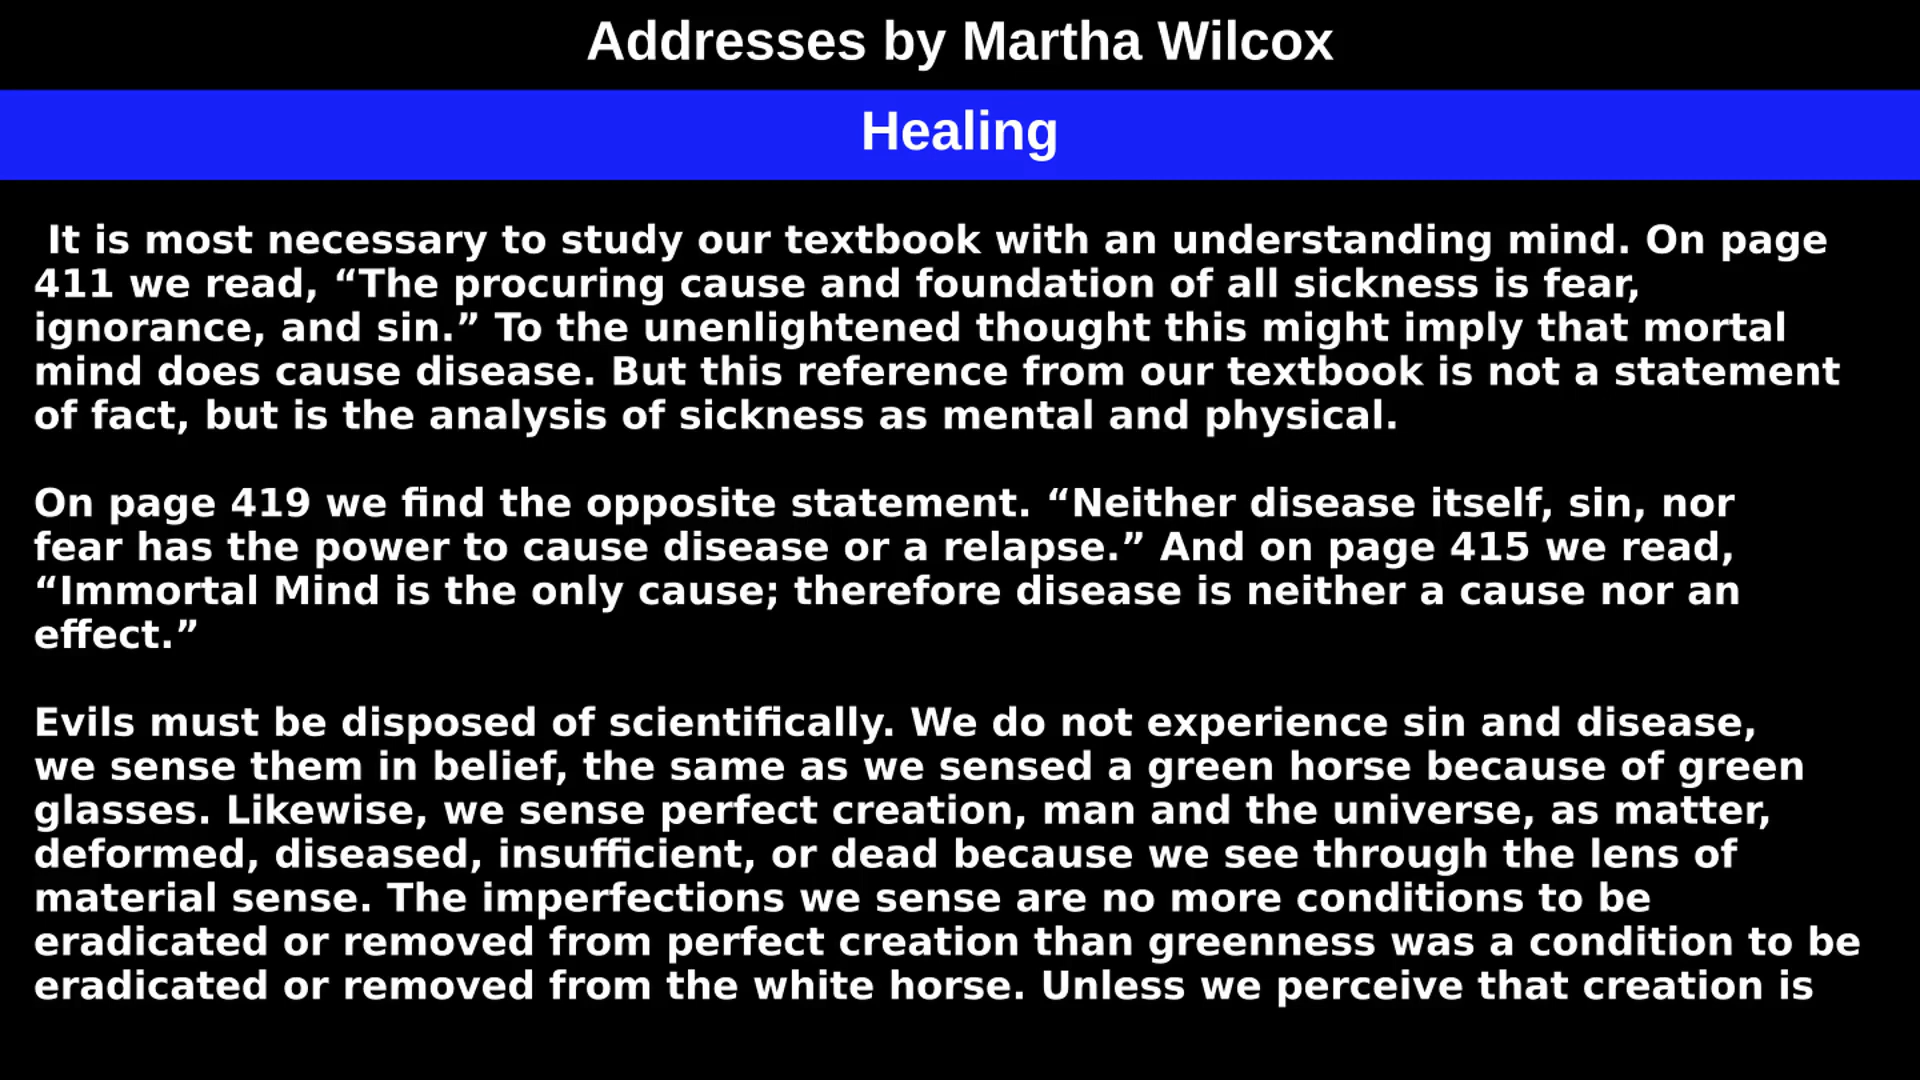 Addresses by Martha Wilcox
Healing
It is most necessary to study our textbook with an understanding mind. On page
411 we read, “The procuring cause and foundation of all sickness is fear,
ignorance, and sin.” To the unenlightened thought this might imply that mortal
mind does cause disease. But this reference from our textbook is not a statement
of fact, but is the analysis of sickness as mental and physical.
On page 419 we find the opposite statement. “Neither disease itself, sin, nor
fear has the power to cause disease or a relapse.” And on page 415 we read,
“Immortal Mind is the only cause; therefore disease is neither a cause nor an
effect.”
Evils must be disposed of scientifically. We do not experience sin and disease,
we sense them in belief, the same as we sensed a green horse because of green
glasses. Likewise, we sense perfect creation, man and the universe, as matter,
deformed, diseased, insufficient, or dead because we see through the lens of
material sense. The imperfections we sense are no more conditions to be
eradicated or removed from perfect creation than greenness was a condition to be
eradicated or removed from the white horse. Unless we perceive that creation is